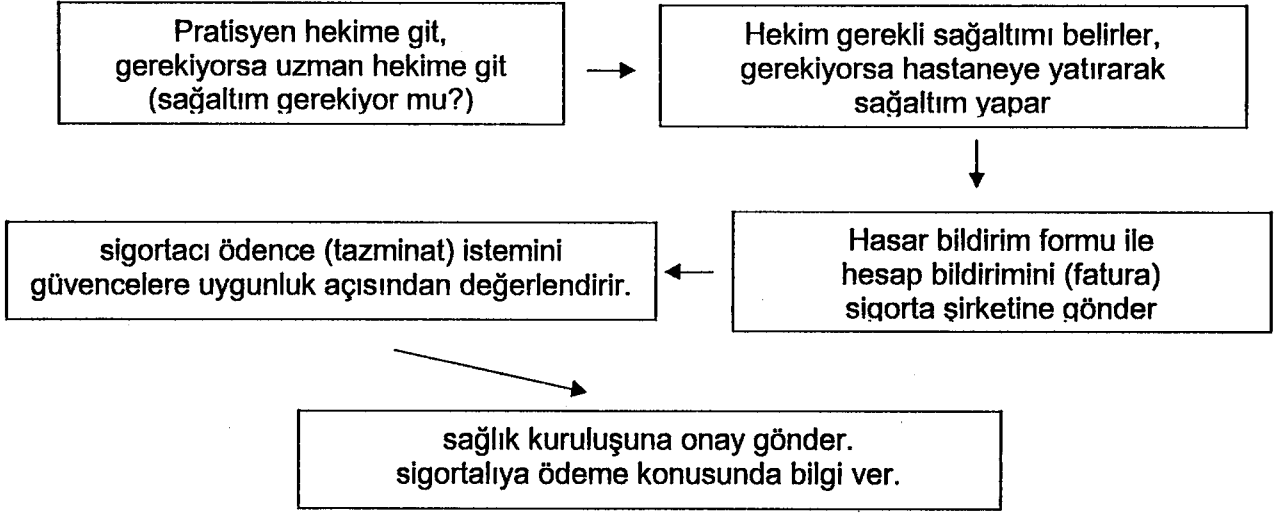 Pratisyen hekime git,
gerekiyorsa uzman hekime git
(sağaltım gerekiyor mu?)
Hekim gerekli sağaltımı belirler,
gerekiyorsa hastaneye yatırarak
sağaltım yapar
Hasar bildirim formu ile
hesap bildirimini (fatura)
sigorta şirketine gönder
sigortacı ödence (tazminat) istemini
güvencelere uygunluk açısından değerlendirir.
sağlık kuruluşuna onay gönder.
sigortalıya ödeme konusunda bilgi ver.